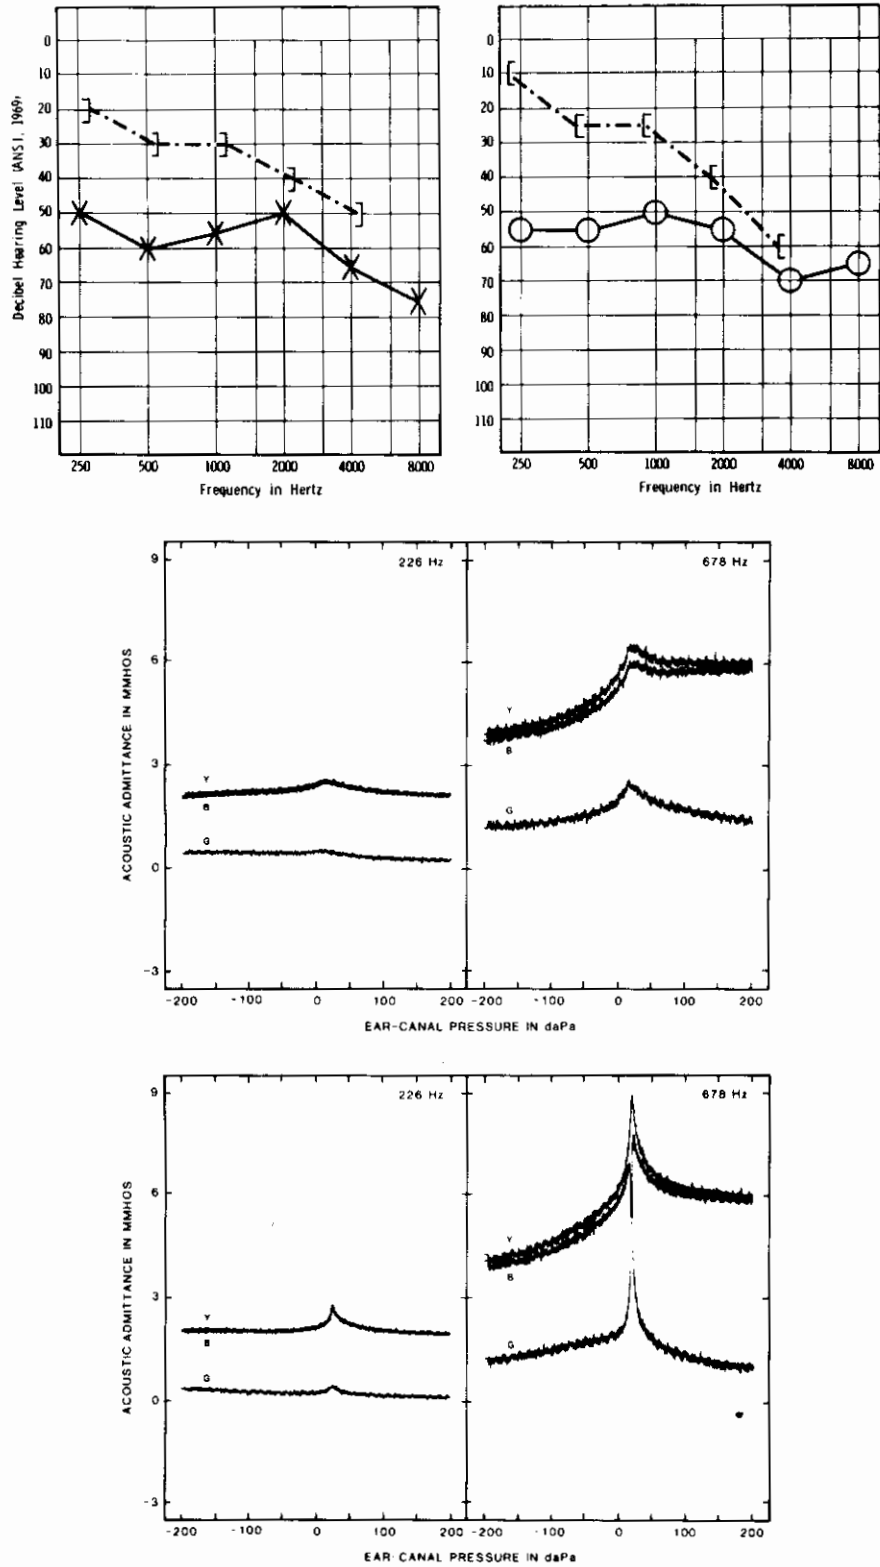 Decibel Hearing Level (ANSI, 1969)
0
10
20
30
40
50
60
70
80
90
100
110
250 500 1000 2000 4000 8000
Frequency in Hertz
0
10
20
30
40
50
60
70
80
90
100
110
250 500 1000 2000 4000 8000
Frequency in Hertz
ACOUSTIC ADMITTANCE IN MMHOS
9
6
3
0
-3
226 Hz
Y
B
G
678 Hz
Y
B
G
-200 -100 0 100 200 -200 -100 0 100 200
EAR-CANAL PRESSURE IN daPa
ACOUSTIC ADMITTANCE IN MMHOS
9
6
3
0
-3
226 Hz
Y
B
G
678 Hz
Y
B
G
-200 -100 0 100 200 -200 -100 0 100 200
EAR-CANAL PRESSURE IN daPa